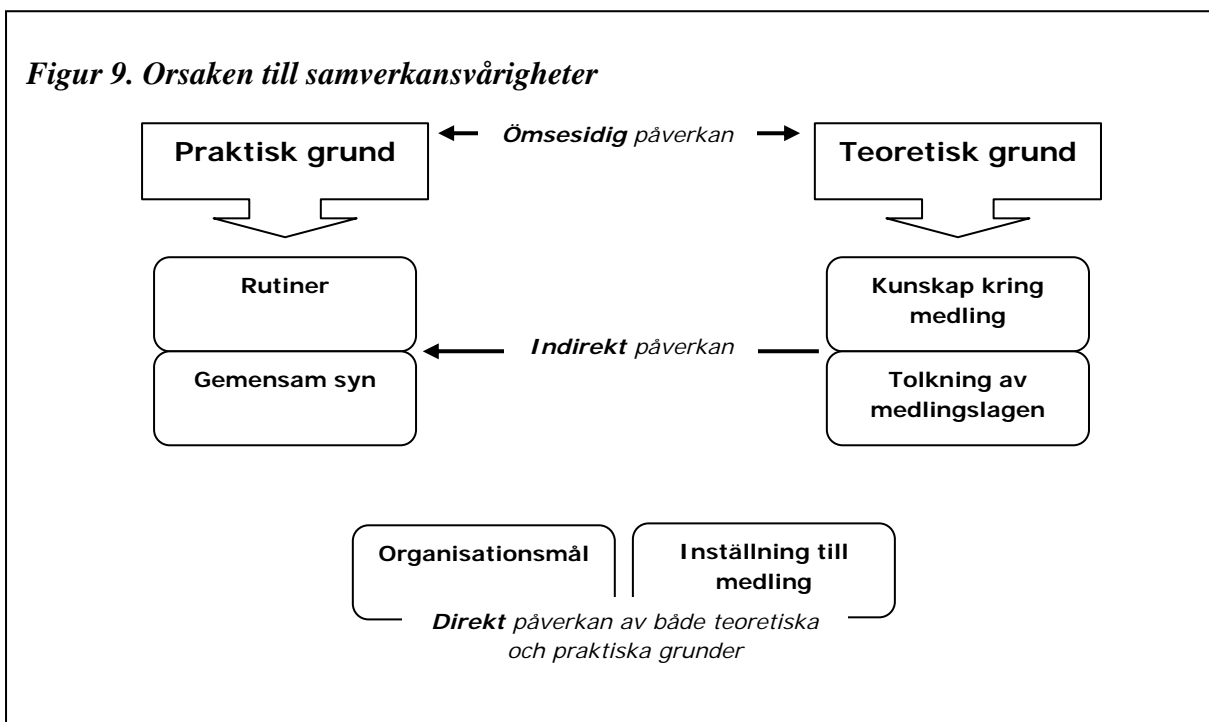 Figur 9. Orsaken till samverkansvårigheter
Praktisk grund
Ömsesidig påverkan
Teoretisk grund
Rutiner
Kunskap kring
medling
Indirekt påverkan
Gemensam syn
Tolkning av
medlingslagen
Organisationsmål
Inställning till
medling
Direkt påverkan av både teoretiska
och praktiska grunder